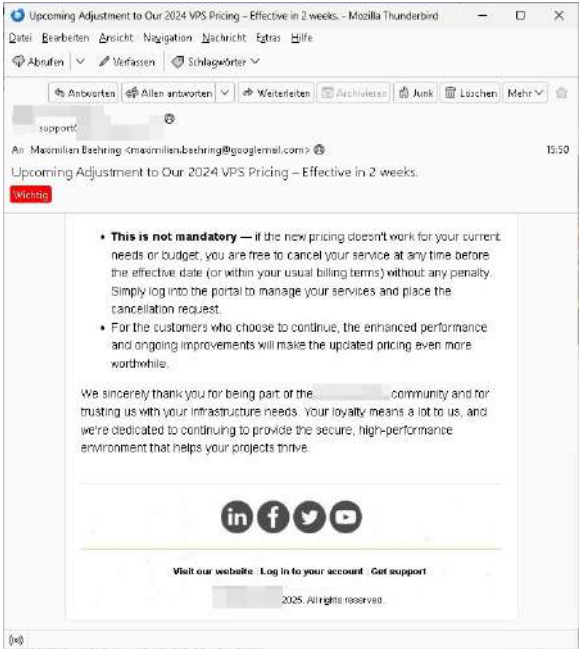 Upcoming Adjustment to Our 2024 VPS Pricing – Effective in 2 weeks. - Mozilla Thunderbird
Datei Bearbeiten Ansicht Navigation Nachricht Extras Hilfe
Abrufen Verfassen Schlagwörter
Antworten Allen antworten Weiterleiten Archivieren Junk Löschen Mehr
support
An Maximilian Baehring <maximilian.baehring@googlemail.com> 15:50
Upcoming Adjustment to Our 2024 VPS Pricing – Effective in 2 weeks.
Wichtig
• This is not mandatory — if the new pricing doesn't work for your current
needs or budget, you are free to cancel your service at any time before
the effective date (or within your usual billing terms) without any penalty.
Simply log into the portal to manage your services and place the
cancellation request.
• For the customers who choose to continue, the enhanced performance
and ongoing improvements will make the updated pricing even more
worthwhile.
We sincerely thank you for being part of the community and for
trusting us with your infrastructure needs. Your loyalty means a lot to us, and
we're dedicated to continuing to provide the secure, high-performance
environment that helps your projects thrive.
in f
Visit our website | Log in to your account | Get support
2025. All rights reserved.